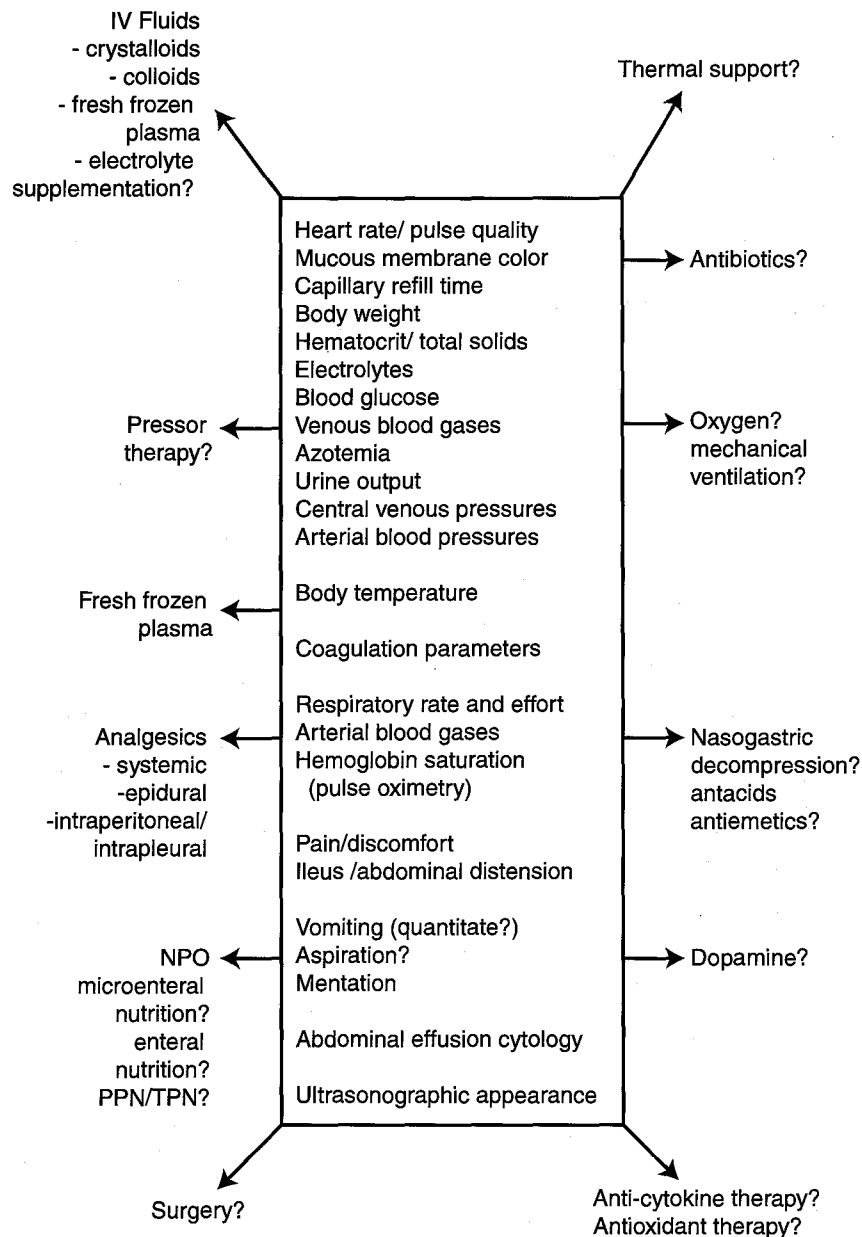 IV Fluids
- crystalloids
- colloids
- fresh frozen
plasma
- electrolyte
supplementation?
Thermal support?
Heart rate/ pulse quality
Mucous membrane color
Capillary refill time
Body weight
Hematocrit/ total solids
Electrolytes
Blood glucose
Venous blood gases
Azotemia
Urine output
Central venous pressures
Arterial blood pressures
Body temperature
Coagulation parameters
Respiratory rate and effort
Arterial blood gases
Hemoglobin saturation
(pulse oximetry)
Pain/discomfort
Ileus /abdominal distension
Vomiting (quantitate?)
Aspiration?
Mentation
Abdominal effusion cytology
Ultrasonographic appearance
Pressor
therapy?
Fresh frozen
plasma
Analgesics
- systemic
-epidural
-intraperitoneal/
intrapleural
NPO
microenteral
nutrition?
enteral
nutrition?
PPN/TPN?
Surgery?
Antibiotics?
Oxygen?
mechanical
ventilation?
Nasogastric
decompression?
antacids
antiemetics?
Dopamine?
Anti-cytokine therapy?
Antioxidant therapy?